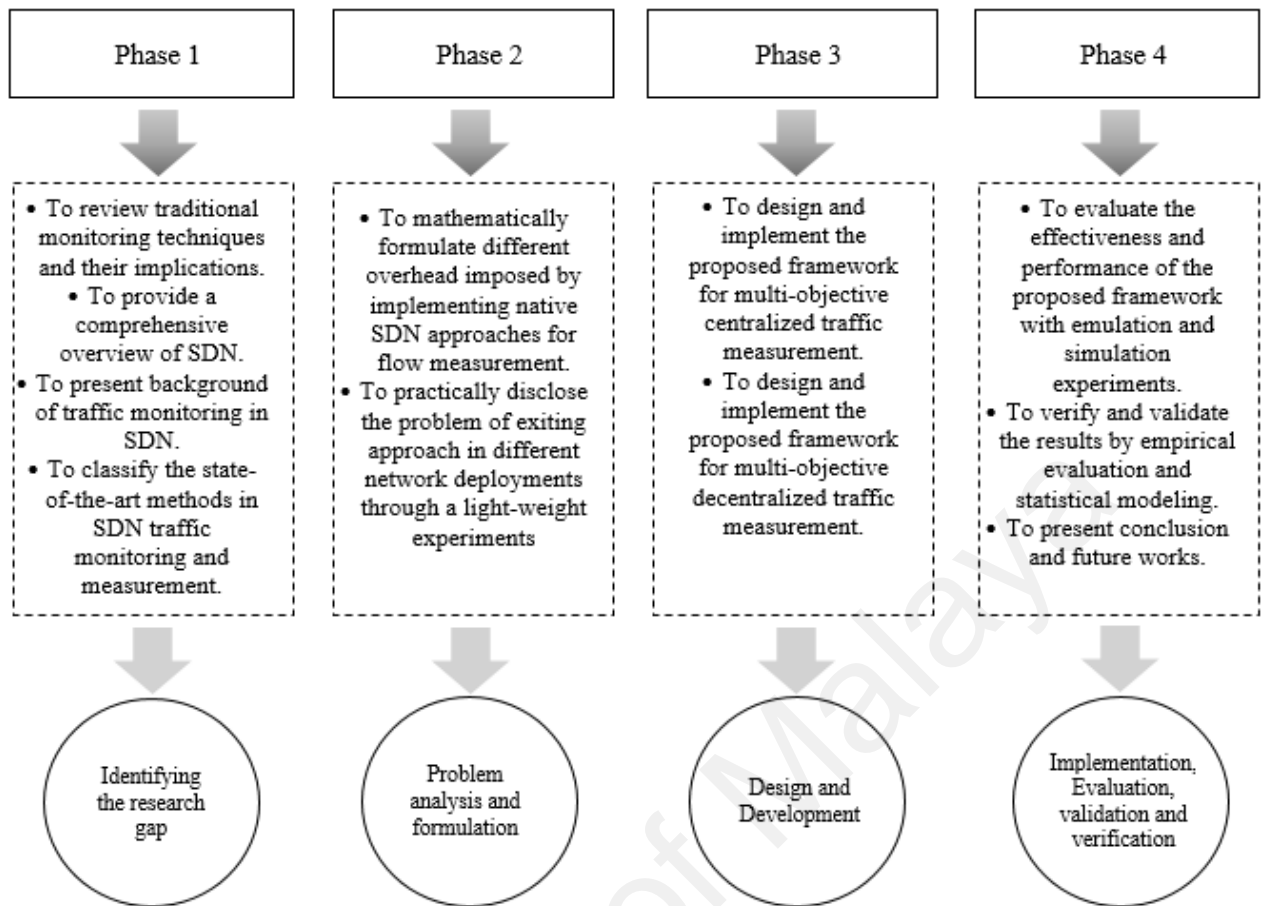 Phase 1
Phase 2
Phase 3
Phase 4
• To review traditional
monitoring techniques
and their implications.
• To provide a
comprehensive
overview of SDN.
• To present background
of traffic monitoring in
SDN.
• To classify the state-
of-the-art methods in
SDN traffic
monitoring and
measurement.
• To mathematically
formulate different
overhead imposed by
implementing native
SDN approaches for
flow measurement.
• To practically disclose
the problem of exiting
approach in different
network deployments
through a light-weight
experiments
• To design and
implement the
proposed framework
for multi-objective
centralized traffic
measurement.
• To design and
implement the
proposed framework
for multi-objective
decentralized traffic
measurement.
• To evaluate the
effectiveness and
performance of the
proposed framework
with emulation and
simulation
experiments.
• To verify and validate
the results by empirical
evaluation and
statistical modeling.
• To present conclusion
and future works.
Identifying
the research
gap
Problem
analysis and
formulation
Design and
Development
Implementation,
Evaluation,
validation and
verification
of Malaya